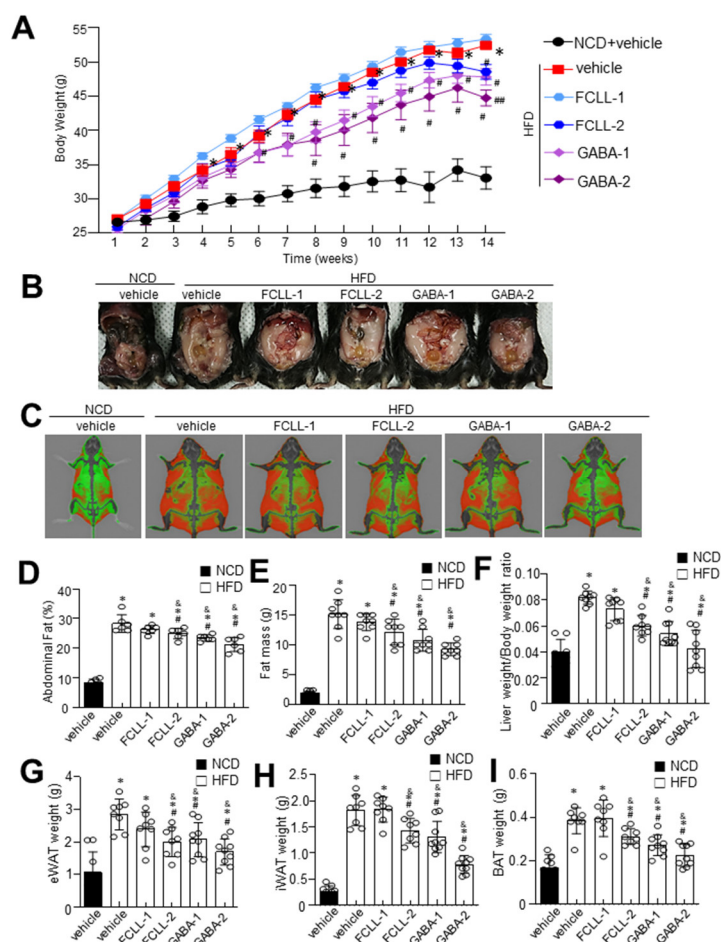 A
Body Weight (g)
55
50
45
40
35
30
25
1 2 3 4 5 6 7 8 9 10 11 12 13 14
Time (weeks)
* * * * * * * * * * *
# # # # # # # # # # # # # # # # ##
NCD+vehicle
vehicle
FCLL-1
FCLL-2
GABA-1
GABA-2
HFD
B
NCD HFD
vehicle vehicle FCLL-1 FCLL-2 GABA-1 GABA-2
C
NCD HFD
vehicle vehicle FCLL-1 FCLL-2 GABA-1 GABA-2
D
NCD
HFD
Abdominal Fat (%)
40
30
20
10
0
* * &*# &*# &*#
vehicle vehicle FCLL-1 FCLL-2 GABA-1 GABA-2
E
NCD
HFD
Fat mass (g)
20
15
10
5
0
* * &*# &*# &*#
vehicle vehicle FCLL-1 FCLL-2 GABA-1 GABA-2
F
NCD
HFD
Liver weight/Body weight ratio
0.10
0.08
0.06
0.04
0.02
0.00
* * &*# &*# &*#
vehicle vehicle FCLL-1 FCLL-2 GABA-1 GABA-2
G
NCD
HFD
eWAT weight (g)
4
3
2
1
0
* * &*# &*# &*#
vehicle vehicle FCLL-1 FCLL-2 GABA-1 GABA-2
H
NCD
HFD
iWAT weight (g)
2.5
2.0
1.5
1.0
0.5
0.0
* * &*# &*# &*#
vehicle vehicle FCLL-1 FCLL-2 GABA-1 GABA-2
I
NCD
HFD
BAT weight (g)
0.6
0.4
0.2
0.0
* * &*# &*# &*#
vehicle vehicle FCLL-1 FCLL-2 GABA-1 GABA-2